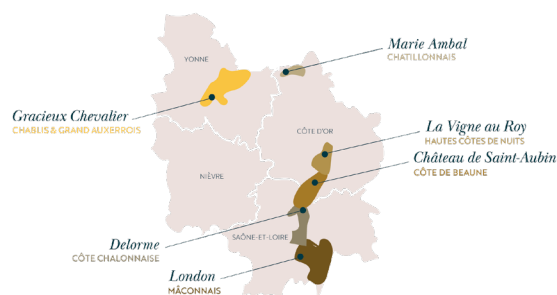 Marie Ambal
CHATILLONNAIS
YONNE
Gracieux Chevalier
CHABLIS & GRAND AUXERROIS
La Vigne au Roy
HAUTES CÔTES DE NUITS
CÔTE D'OR
Château de Saint-Aubin
CÔTE DE BEAUNE
NIÈVRE
Delorme
CÔTE CHALONNAISE
SAÔNE-ET-LOIRE
London
MÂCONNAIS